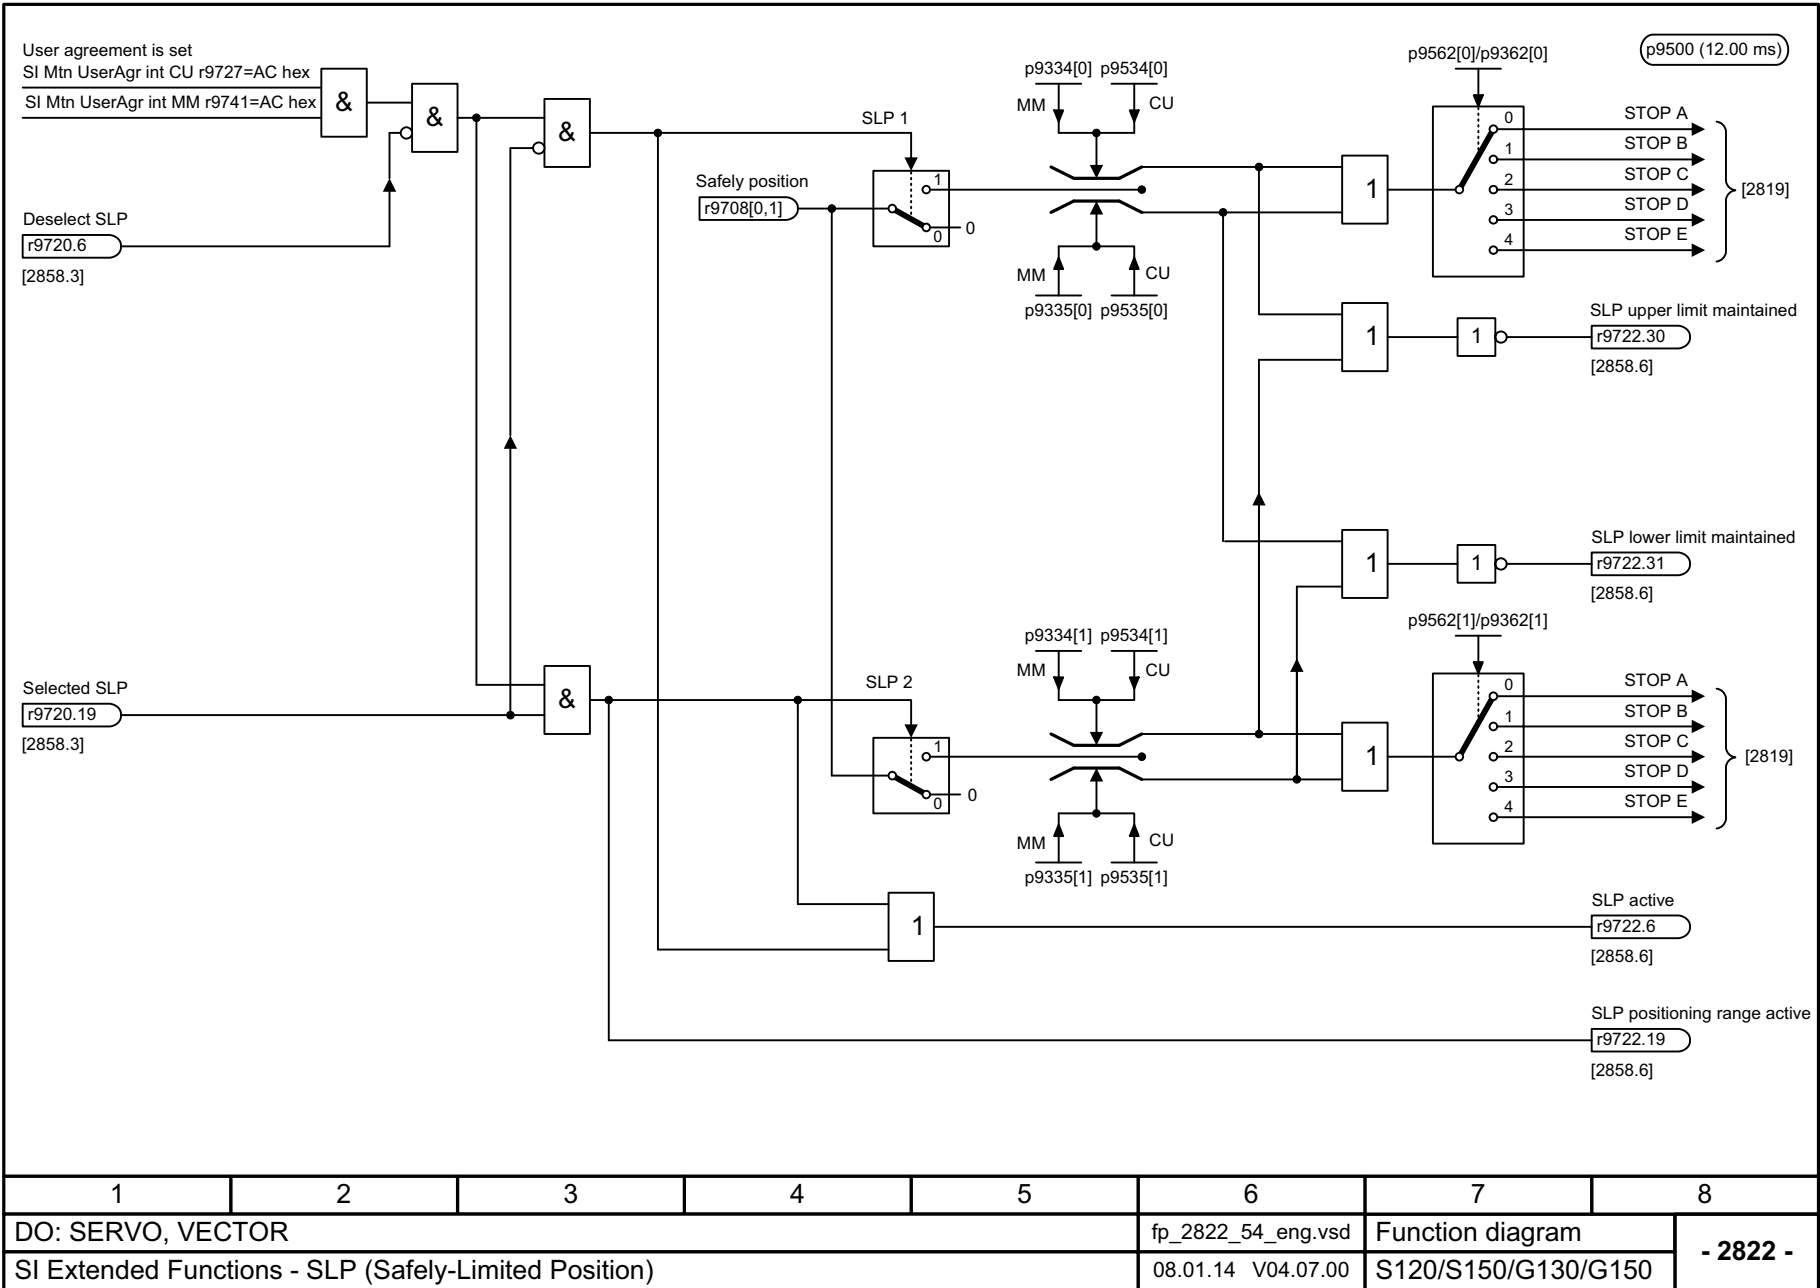 User agreement is set
SI Mtn UserAgr int CU r9727=AC hex
SI Mtn UserAgr int MM r9741=AC hex
&
&
&
Deselect SLP
r9720.6
[2858.3]
Selected SLP
r9720.19
[2858.3]
&
SLP 1
Safely position
r9708[0,1]
1
0
0
p9334[0] p9534[0]
MM
CU
MM
CU
p9335[0] p9535[0]
1
p9562[0]/p9362[0]
p9500 (12.00 ms)
0
1
2
3
4
STOP A
STOP B
STOP C
STOP D
STOP E
[2819]
1
1
SLP upper limit maintained
r9722.30
[2858.6]
1
1
SLP lower limit maintained
r9722.31
[2858.6]
SLP 2
1
0
0
p9334[1] p9534[1]
MM
CU
MM
CU
p9335[1] p9535[1]
1
p9562[1]/p9362[1]
0
1
2
3
4
STOP A
STOP B
STOP C
STOP D
STOP E
[2819]
1
SLP active
r9722.6
[2858.6]
SLP positioning range active
r9722.19
[2858.6]
1 2 3 4 5 6 7 8
DO: SERVO, VECTOR
fp_2822_54_eng.vsd
Function diagram
- 2822 -
SI Extended Functions - SLP (Safely-Limited Position)
08.01.14 V04.07.00
S120/S150/G130/G150